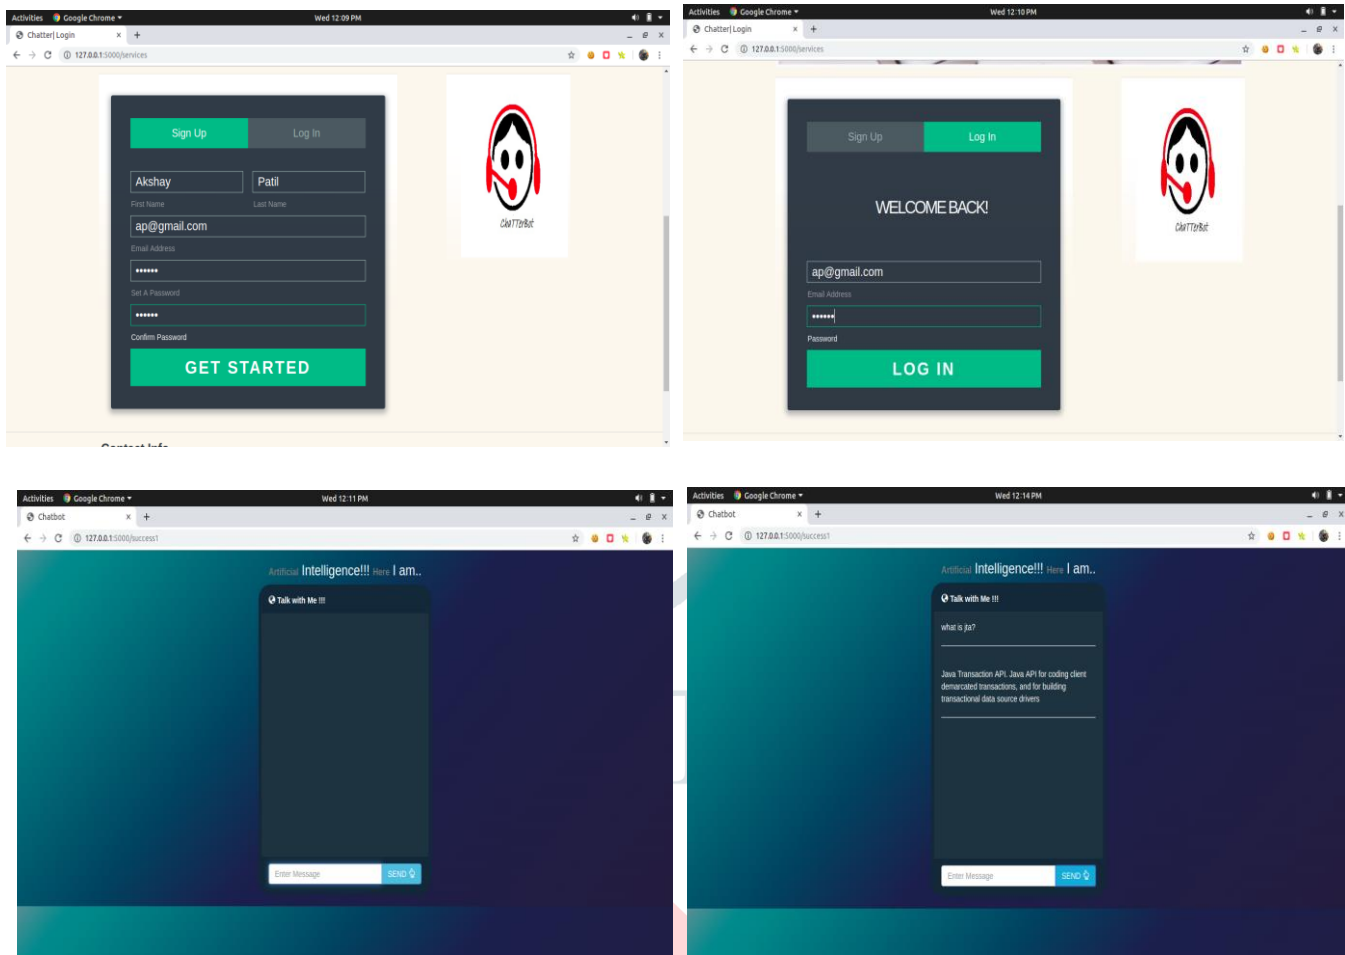 Activities Google Chrome Wed 12:09 PM
Chatter| Login × +
127.0.0.1:5000/services
Sign Up Log In
Akshay Patil
First Name Last Name
ap@gmail.com
Email Address
••••••
Set A Password
••••••
Confirm Password
GET STARTED
ChaTTerBot
Activities Google Chrome Wed 12:10 PM
Chatter| Login × +
127.0.0.1:5000/services
Sign Up Log In
WELCOME BACK!
ap@gmail.com
Email Address
••••••
Password
LOG IN
ChaTTerBot
Activities Google Chrome Wed 12:11 PM
Chatbot × +
127.0.0.1:5000/success1
Artificial Intelligence!!! Here I am..
Talk with Me !!!
Enter Message SEND
Activities Google Chrome Wed 12:14 PM
Chatbot × +
127.0.0.1:5000/success1
Artificial Intelligence!!! Here I am..
Talk with Me !!!
what is jta?
Java Transaction API. Java API for coding client
demarcated transactions, and for building
transactional data source drivers
Enter Message SEND